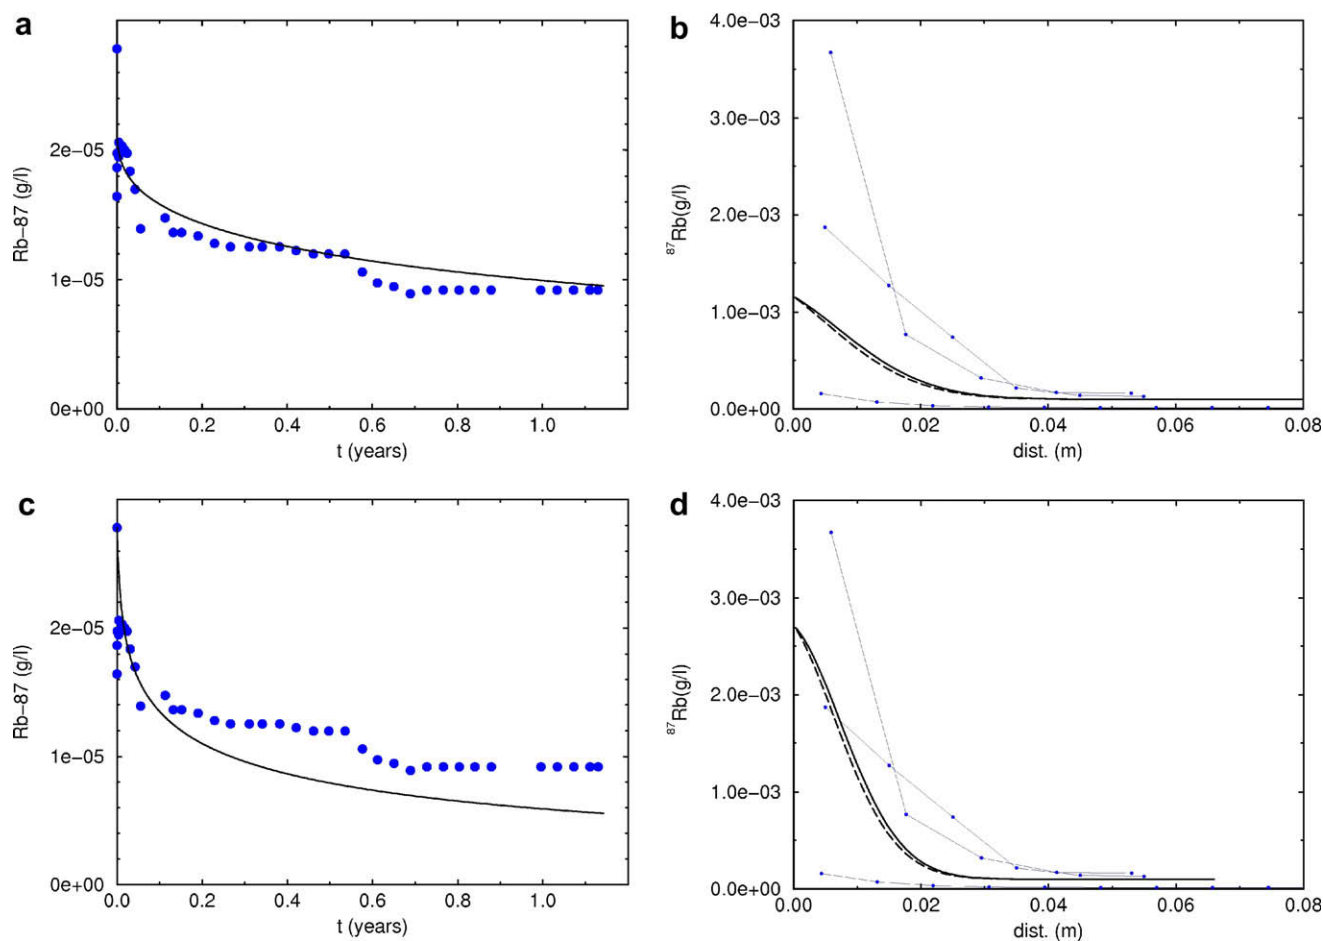 a
2e−05
1e−05
0e+00
Rb−87 (g/l)
0.0 0.2 0.4 0.6 0.8 1.0
t (years)
b
4.0e−03
3.0e−03
2.0e−03
1.0e−03
0.0e+00
87Rb(g/l)
0.00 0.02 0.04 0.06 0.08
dist. (m)
c
2e−05
1e−05
0e+00
Rb−87 (g/l)
0.0 0.2 0.4 0.6 0.8 1.0
t (years)
d
4.0e−03
3.0e−03
2.0e−03
1.0e−03
0.0e+00
87Rb(g/l)
0.00 0.02 0.04 0.06 0.08
dist. (m)